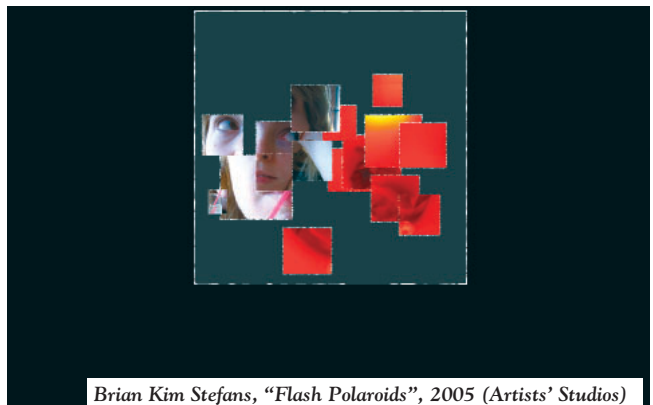 Brian Kim Stefans, “Flash Polaroids”, 2005 (Artists’ Studios)